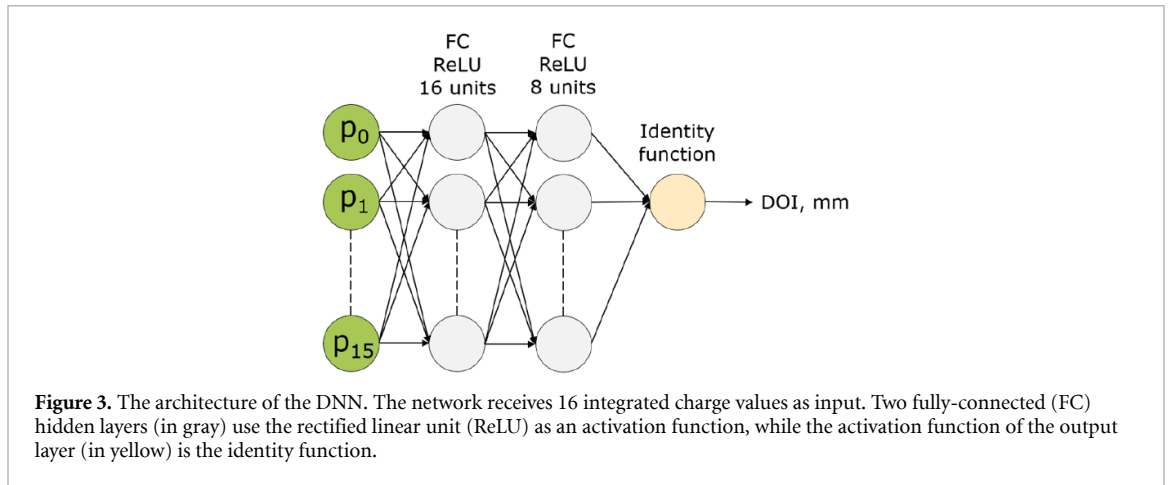 FC
ReLU
16 units
FC
ReLU
8 units
Identity
function
p0
p1
p15
DOI, mm
Figure 3. The architecture of the DNN. The network receives 16 integrated charge values as input. Two fully-connected (FC)
hidden layers (in gray) use the rectified linear unit (ReLU) as an activation function, while the activation function of the output
layer (in yellow) is the identity function.